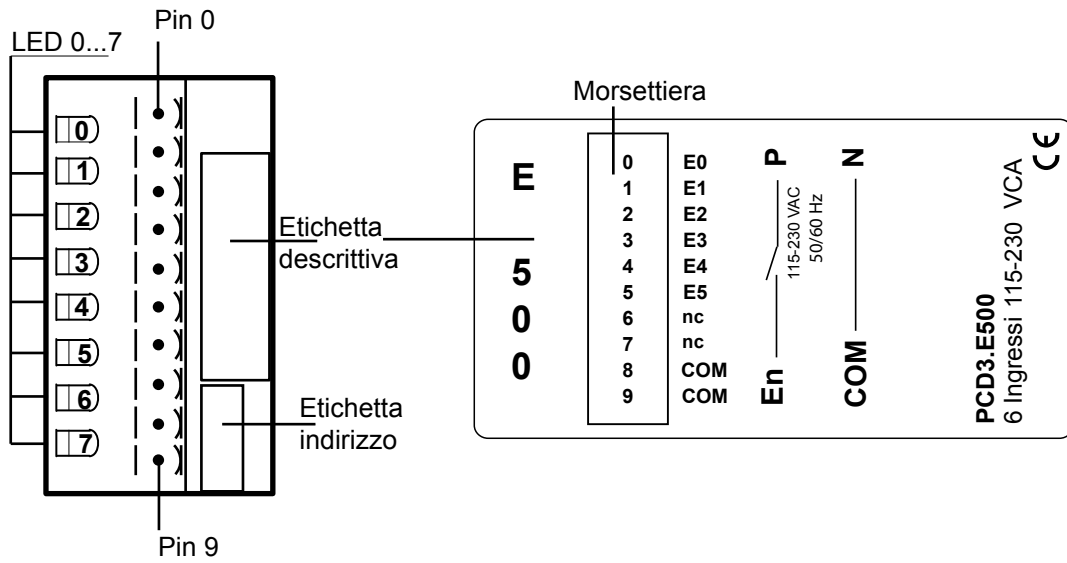 Pin 0
LED 0...7
0
1
2
3
4
5
6
7
Pin 9
Etichetta
descrittiva
Etichetta
indirizzo
Morsettiera
E
5
0
0
0 E0
1 E1
2 E2
3 E3
4 E4
5 E5
6 nc
7 nc
8 COM
9 COM
P
115-230 VAC
50/60 Hz
En
N
COM
PCD3.E500
6 Ingressi 115-230 VCA
CE